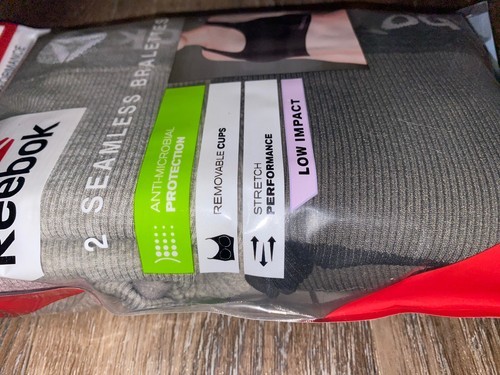 Reebok
2 SEAMLESS BRALETTES
ANTI-MICROBIAL
PROTECTION
REMOVABLE CUPS
STRETCH
PERFORMANCE
LOW IMPACT